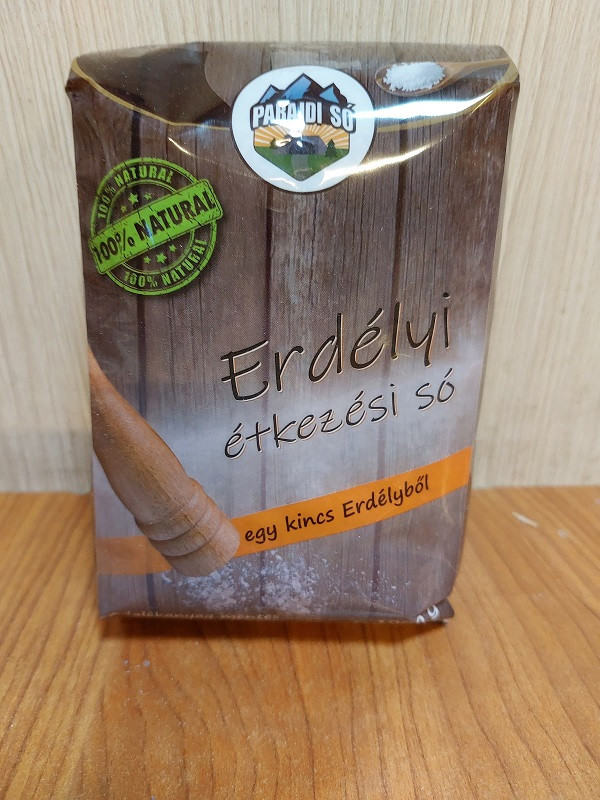 PARAJDI SÓ
100% NATURAL
100% NATURAL
100% NATURAL
Erdélyi
étkezési só
egy kincs Erdélyből